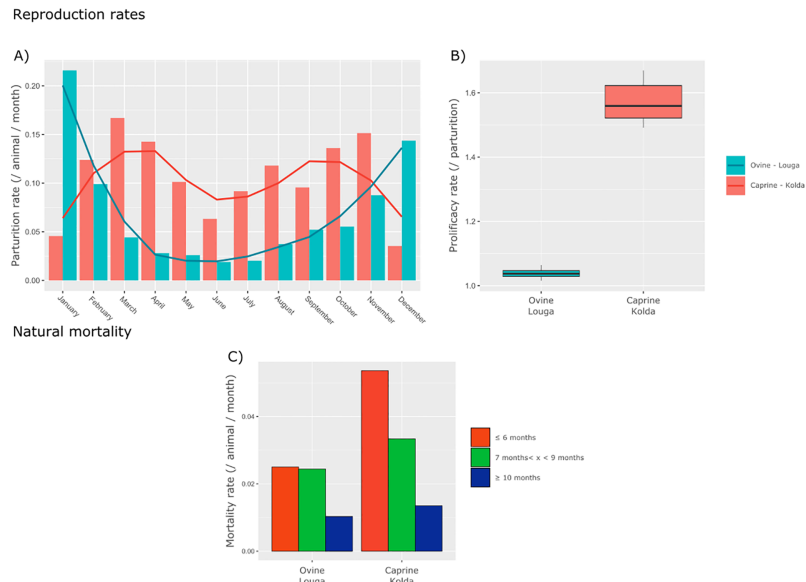 Reproduction rates
A)
Parturition rate (/ animal / month)
0.20
0.15
0.10
0.05
0.00
January
February
March
April
May
June
July
August
September
October
November
December
B)
Prolificacy rate (/ parturition)
1.6
1.4
1.2
1.0
Ovine
Louga
Caprine
Kolda
Ovine - Louga
Caprine - Kolda
Natural mortality
C)
Mortality rate (/ animal / month)
0.04
0.02
0.00
Ovine
Louga
Caprine
Kolda
≤ 6 months
7 months< x < 9 months
≥ 10 months